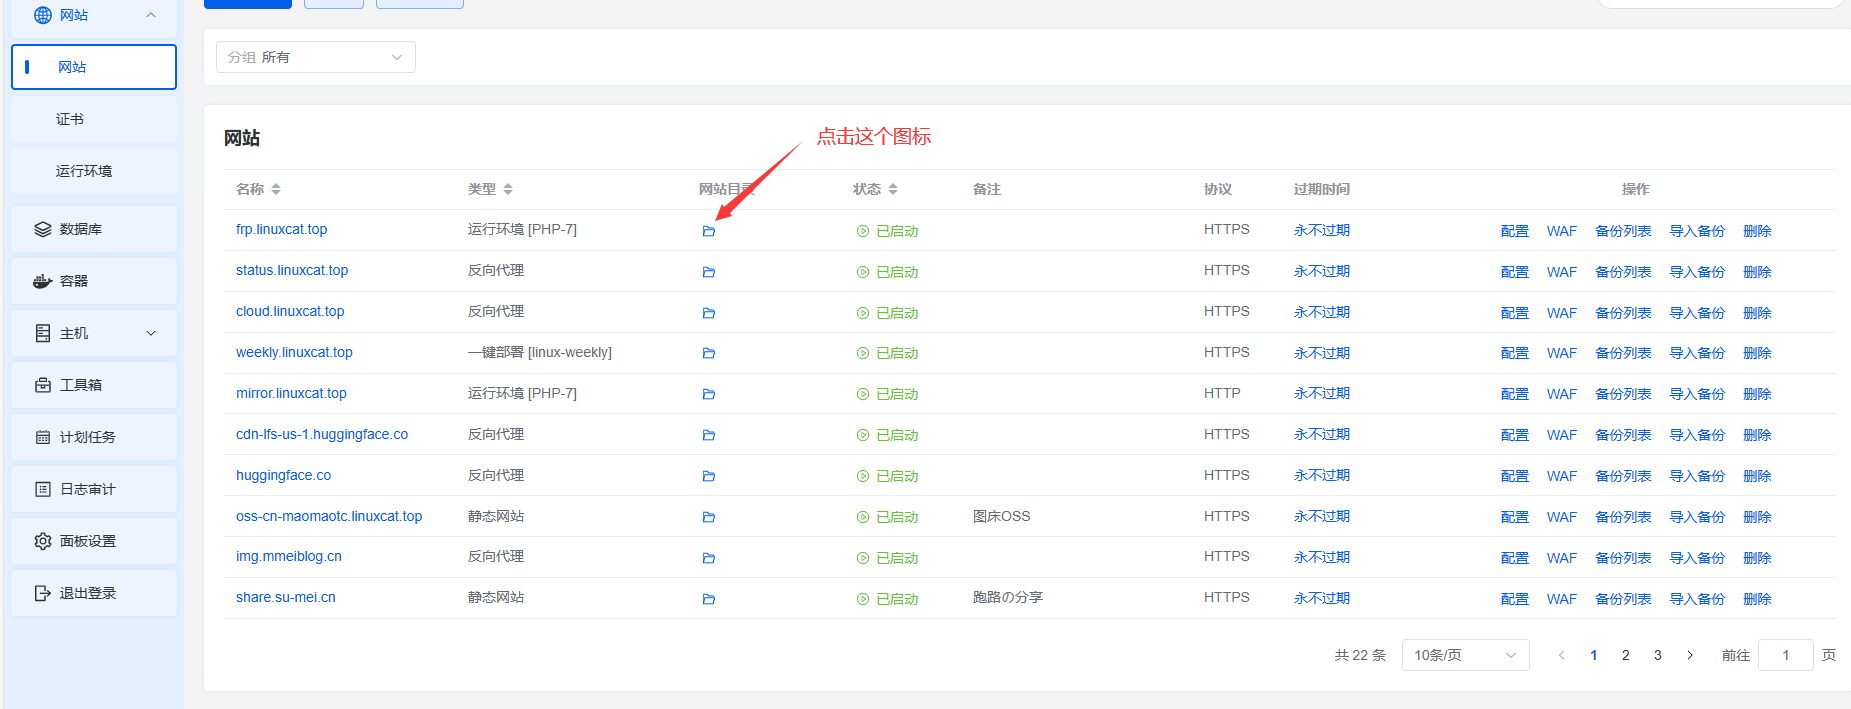 网站
网站
证书
运行环境
数据库
容器
主机
工具箱
计划任务
日志审计
面板设置
退出登录
分组 所有
网站
点击这个图标
名称 类型 网站目录 状态 备注 协议 过期时间 操作
frp.linuxcat.top 运行环境 [PHP-7] 已启动 HTTPS 永不过期 配置 WAF 备份列表 导入备份 删除
status.linuxcat.top 反向代理 已启动 HTTPS 永不过期 配置 WAF 备份列表 导入备份 删除
cloud.linuxcat.top 反向代理 已启动 HTTPS 永不过期 配置 WAF 备份列表 导入备份 删除
weekly.linuxcat.top 一键部署 [linux-weekly] 已启动 HTTPS 永不过期 配置 WAF 备份列表 导入备份 删除
mirror.linuxcat.top 运行环境 [PHP-7] 已启动 HTTP 永不过期 配置 WAF 备份列表 导入备份 删除
cdn-lfs-us-1.huggingface.co 反向代理 已启动 HTTPS 永不过期 配置 WAF 备份列表 导入备份 删除
huggingface.co 反向代理 已启动 HTTPS 永不过期 配置 WAF 备份列表 导入备份 删除
oss-cn-maomaotc.linuxcat.top 静态网站 已启动 图床OSS HTTPS 永不过期 配置 WAF 备份列表 导入备份 删除
img.mmeiblog.cn 反向代理 已启动 HTTPS 永不过期 配置 WAF 备份列表 导入备份 删除
share.su-mei.cn 静态网站 已启动 跑路の分享 HTTPS 永不过期 配置 WAF 备份列表 导入备份 删除
共 22 条 10条/页 1 2 3 前往 1 页